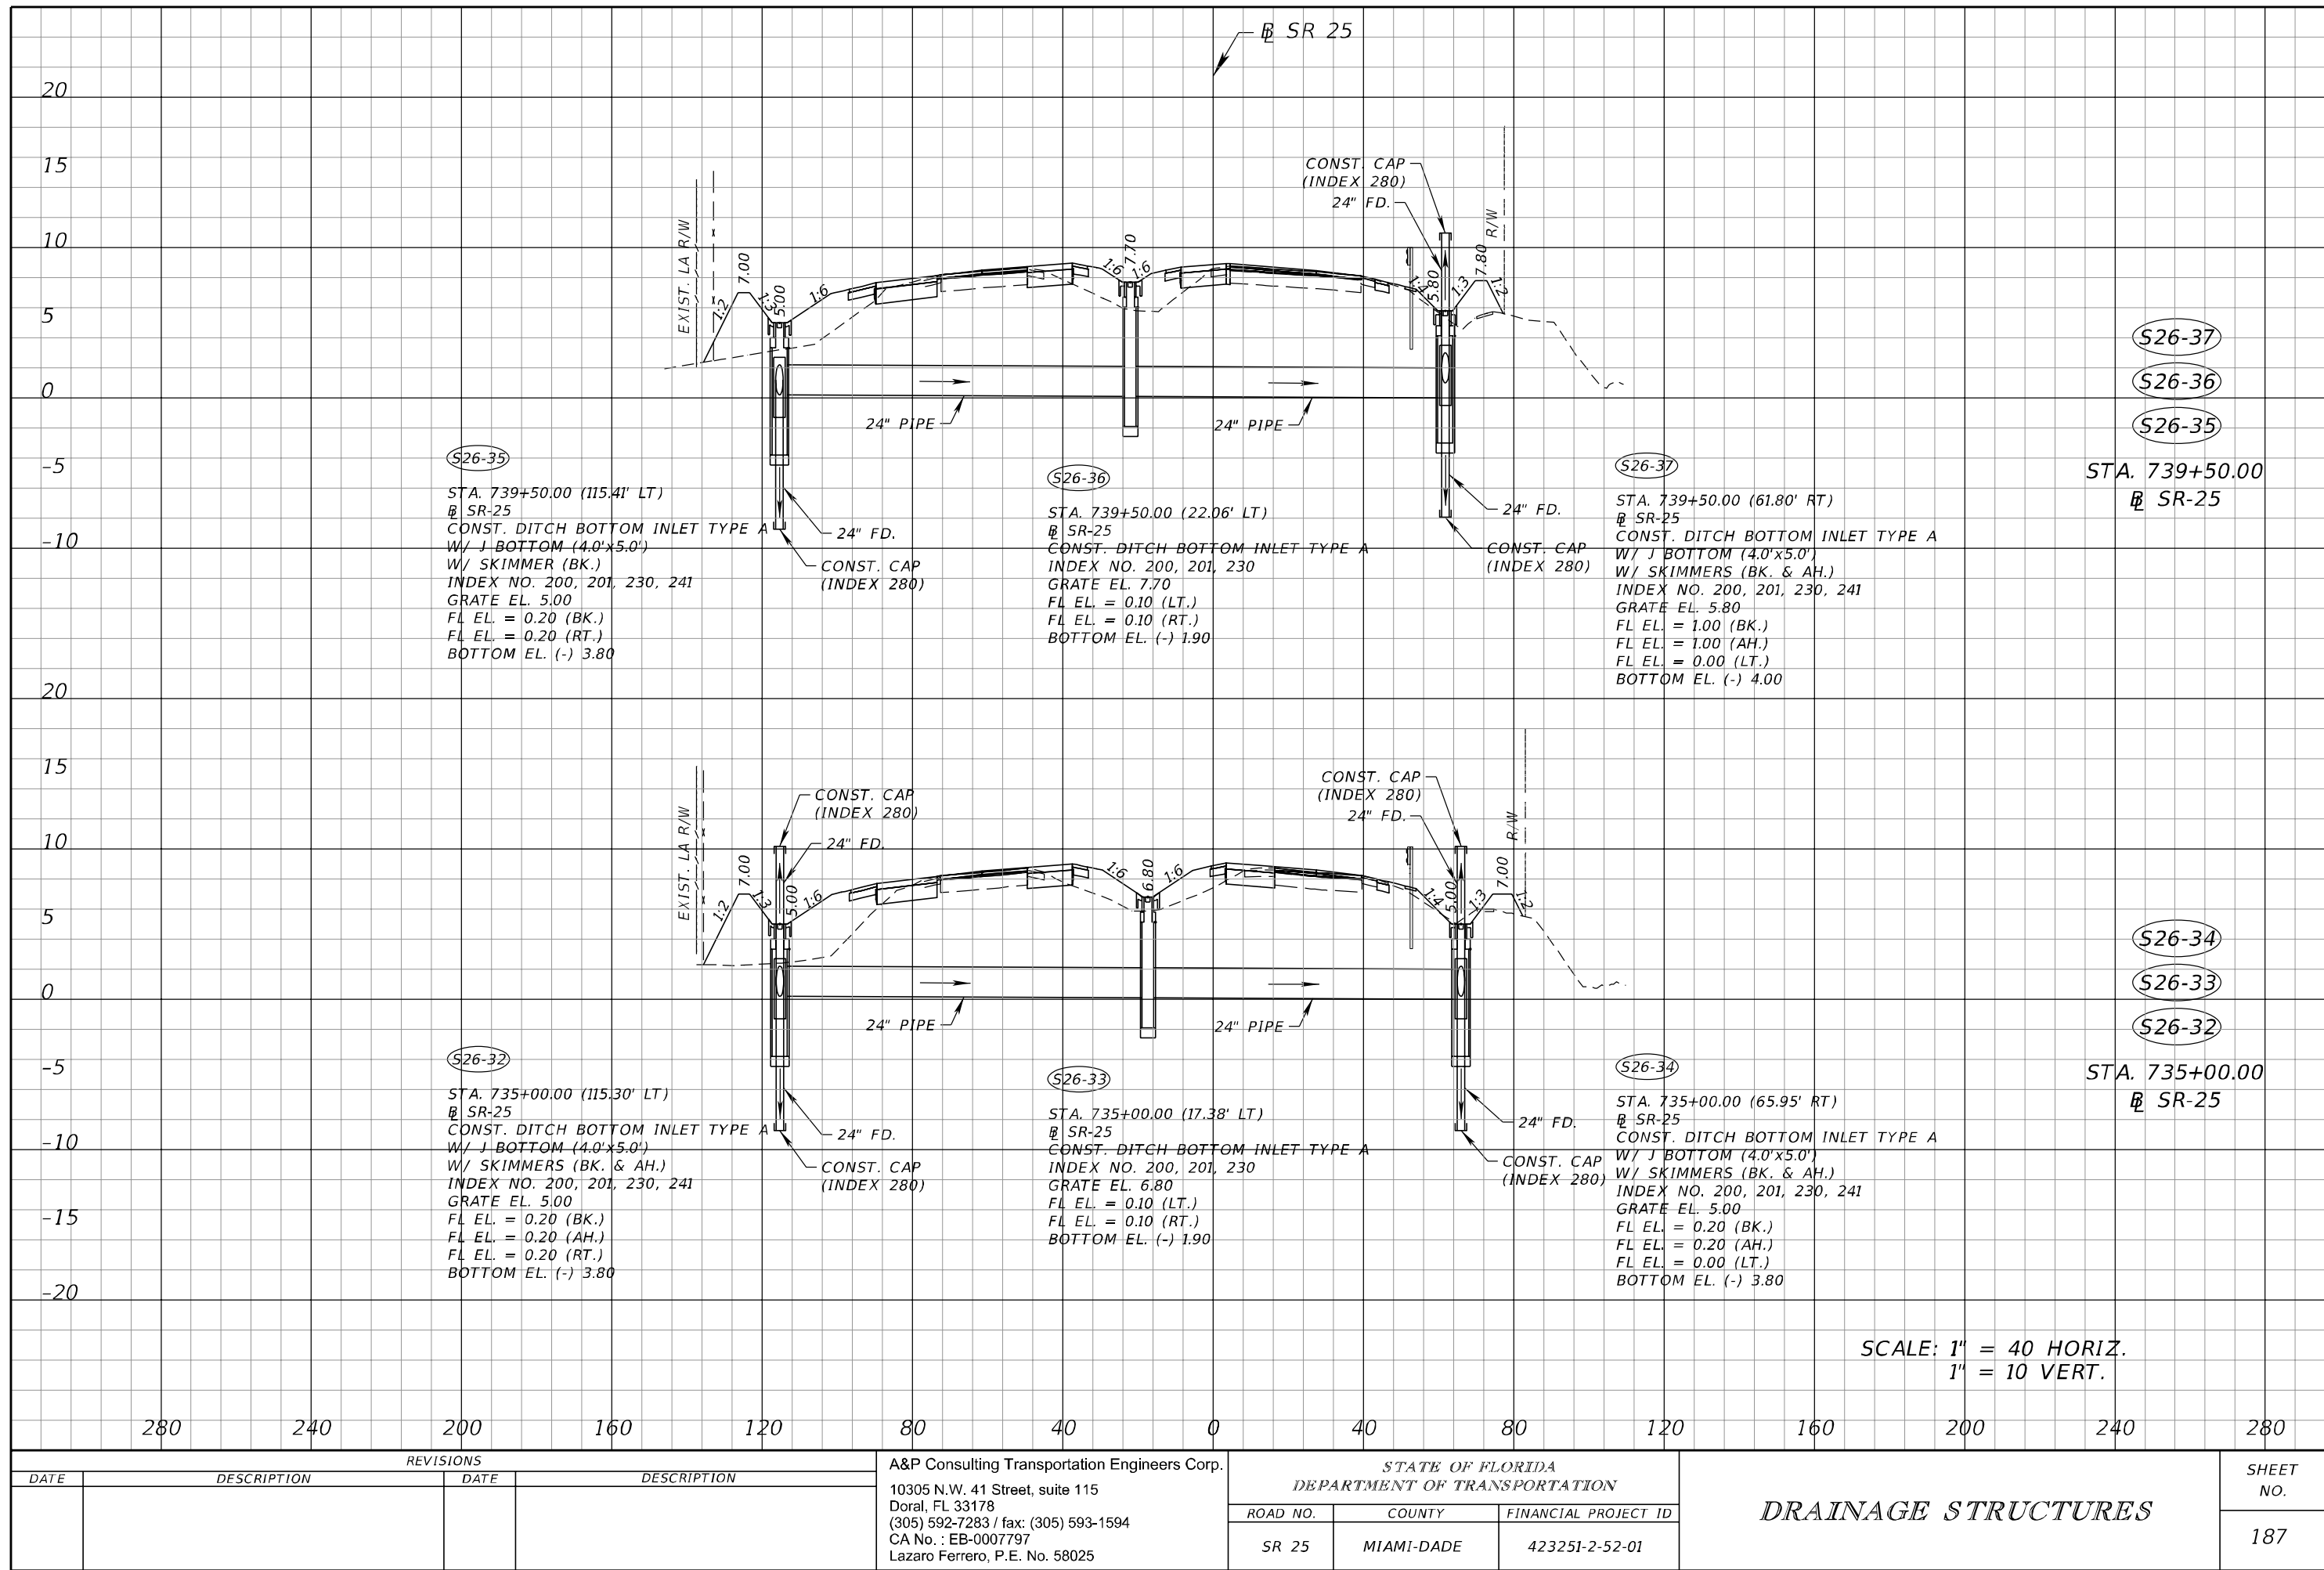 ℄ SR 25
20
15
10
5
0
-5
-10
EXIST. LA R/W
1:2
7.00
1:3
5.00
1:6
1:6
7.70
1:6
CONST. CAP
(INDEX 280)
24" FD.
1:4
5.80
1:3
7.80
1:2
R/W
24" PIPE
24" PIPE
24" FD.
CONST. CAP
(INDEX 280)
24" FD.
CONST. CAP
(INDEX 280)
S26-35
STA. 739+50.00 (115.41' LT)
℄ SR-25
CONST. DITCH BOTTOM INLET TYPE A
W/ J BOTTOM (4.0'x5.0')
W/ SKIMMER (BK.)
INDEX NO. 200, 201, 230, 241
GRATE EL. 5.00
FL EL. = 0.20 (BK.)
FL EL. = 0.20 (RT.)
BOTTOM EL. (-) 3.80
S26-36
STA. 739+50.00 (22.06' LT)
℄ SR-25
CONST. DITCH BOTTOM INLET TYPE A
INDEX NO. 200, 201, 230
GRATE EL. 7.70
FL EL. = 0.10 (LT.)
FL EL. = 0.10 (RT.)
BOTTOM EL. (-) 1.90
S26-37
STA. 739+50.00 (61.80' RT)
℄ SR-25
CONST. DITCH BOTTOM INLET TYPE A
W/ J BOTTOM (4.0'x5.0')
W/ SKIMMERS (BK. & AH.)
INDEX NO. 200, 201, 230, 241
GRATE EL. 5.80
FL EL. = 1.00 (BK.)
FL EL. = 1.00 (AH.)
FL EL. = 0.00 (LT.)
BOTTOM EL. (-) 4.00
S26-37
S26-36
S26-35
STA. 739+50.00
℄ SR-25
20
15
10
5
0
-5
-10
-15
-20
EXIST. LA R/W
1:2
7.00
1:3
5.00
1:6
CONST. CAP
(INDEX 280)
24" FD.
1:6
6.80
1:6
CONST. CAP
(INDEX 280)
24" FD.
1:4
5.00
1:3
7.00
1:2
R/W
24" PIPE
24" PIPE
24" FD.
CONST. CAP
(INDEX 280)
24" FD.
CONST. CAP
(INDEX 280)
S26-32
STA. 735+00.00 (115.30' LT)
℄ SR-25
CONST. DITCH BOTTOM INLET TYPE A
W/ J BOTTOM (4.0'x5.0')
W/ SKIMMERS (BK. & AH.)
INDEX NO. 200, 201, 230, 241
GRATE EL. 5.00
FL EL. = 0.20 (BK.)
FL EL. = 0.20 (AH.)
FL EL. = 0.20 (RT.)
BOTTOM EL. (-) 3.80
S26-33
STA. 735+00.00 (17.38' LT)
℄ SR-25
CONST. DITCH BOTTOM INLET TYPE A
INDEX NO. 200, 201, 230
GRATE EL. 6.80
FL EL. = 0.10 (LT.)
FL EL. = 0.10 (RT.)
BOTTOM EL. (-) 1.90
S26-34
STA. 735+00.00 (65.95' RT)
℄ SR-25
CONST. DITCH BOTTOM INLET TYPE A
W/ J BOTTOM (4.0'x5.0')
W/ SKIMMERS (BK. & AH.)
INDEX NO. 200, 201, 230, 241
GRATE EL. 5.00
FL EL. = 0.20 (BK.)
FL EL. = 0.20 (AH.)
FL EL. = 0.00 (LT.)
BOTTOM EL. (-) 3.80
S26-34
S26-33
S26-32
STA. 735+00.00
℄ SR-25
SCALE: 1" = 40 HORIZ.
1" = 10 VERT.
280 240 200 160 120 80 40 0 40 80 120 160 200 240 280
REVISIONS
DATE DESCRIPTION DATE DESCRIPTION
A&P Consulting Transportation Engineers Corp.
10305 N.W. 41 Street, suite 115
Doral, FL 33178
(305) 592-7283 / fax: (305) 593-1594
CA No. : EB-0007797
Lazaro Ferrero, P.E. No. 58025
STATE OF FLORIDA
DEPARTMENT OF TRANSPORTATION
ROAD NO. COUNTY FINANCIAL PROJECT ID
SR 25 MIAMI-DADE 423251-2-52-01
DRAINAGE STRUCTURES
SHEET
NO.
187